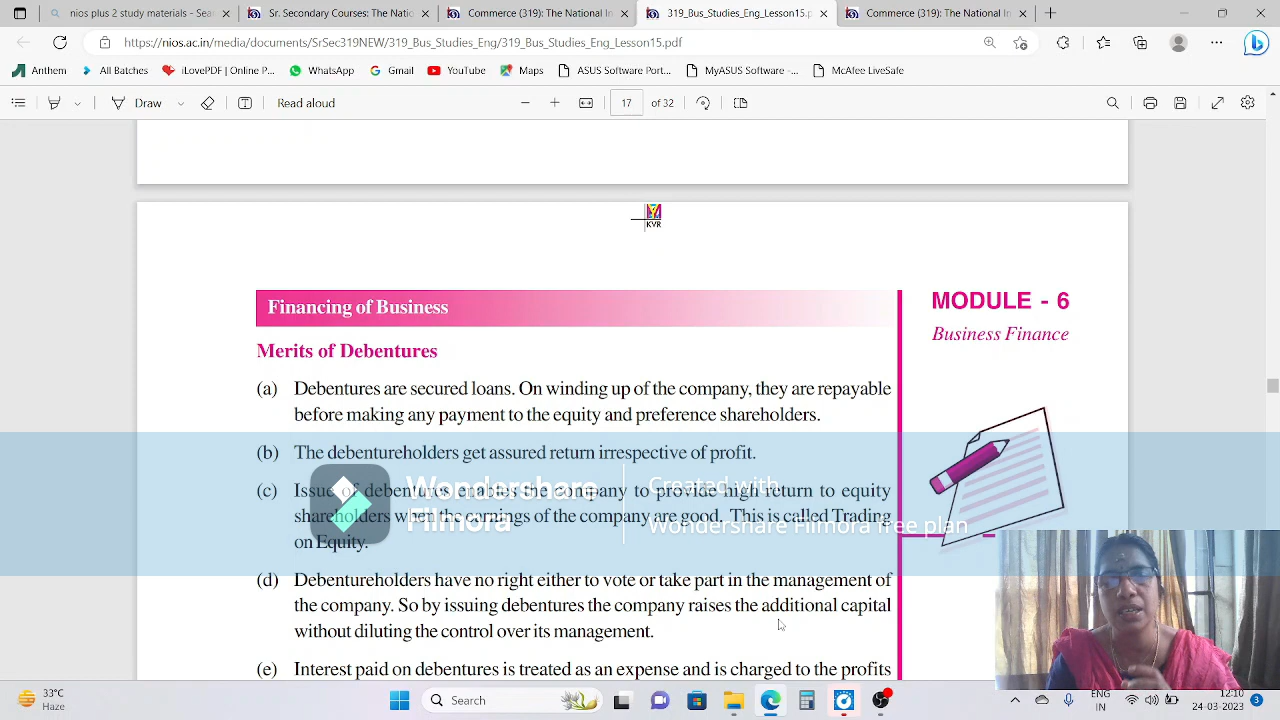 nios plus 2 study materials - Sea
Sr. Secondary Courses: The Natio
Commerce (319): The National In
319_Bus_Studies_Eng_Lesson15.p
Commerce (319): The National In
https://nios.ac.in/media/documents/SrSec319NEW/319_Bus_Studies_Eng/319_Bus_Studies_Eng_Lesson15.pdf
Anthem
All Batches
iLovePDF | Online P...
WhatsApp
Gmail
YouTube
Maps
ASUS Software Port...
MyASUS Software -...
McAfee LiveSafe
Draw
Read aloud
17
of 32
KVR
Financing of Business
MODULE - 6
Business Finance
Merits of Debentures
(a) Debentures are secured loans. On winding up of the company, they are repayable
before making any payment to the equity and preference shareholders.
(b) The debentureholders get assured return irrespective of profit.
(c) Issue of debentures enables the company to provide high return to equity
shareholders when the earnings of the company are good. This is called Trading
on Equity.
Wondershare
Filmora
Created with
Wondershare Filmora free plan
(d) Debentureholders have no right either to vote or take part in the management of
the company. So by issuing debentures the company raises the additional capital
without diluting the control over its management.
(e) Interest paid on debentures is treated as an expense and is charged to the profits
33°C
Haze
Search
ENG
IN
12:10
24-03-2023
3